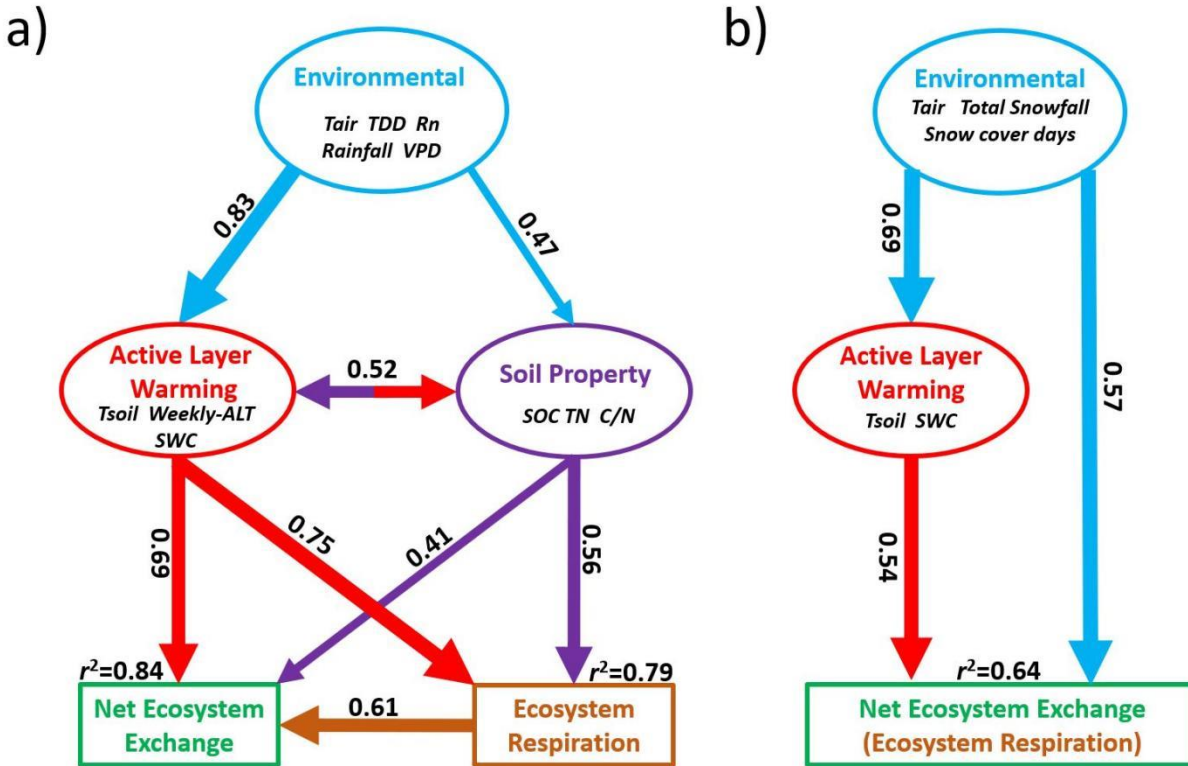 a)
Environmental
Tair TDD Rn
Rainfall VPD
0.83
0.47
Active Layer
Warming
Tsoil Weekly-ALT
SWC
0.52
Soil Property
SOC TN C/N
0.69
0.75
0.41
0.56
r²=0.84
r²=0.79
Net Ecosystem
Exchange
0.61
Ecosystem
Respiration
b)
Environmental
Tair Total Snowfall
Snow cover days
0.69
0.57
Active Layer
Warming
Tsoil SWC
0.54
r²=0.64
Net Ecosystem Exchange
(Ecosystem Respiration)